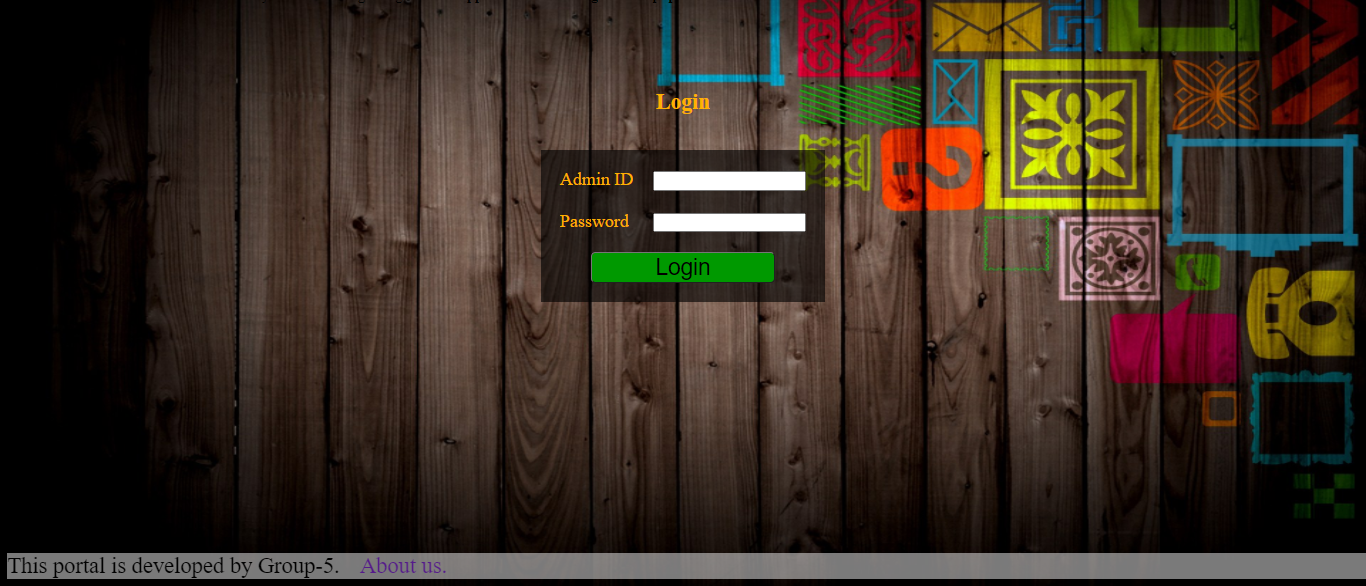 Login
Admin ID
Password
Login
This portal is developed by Group-5. About us.